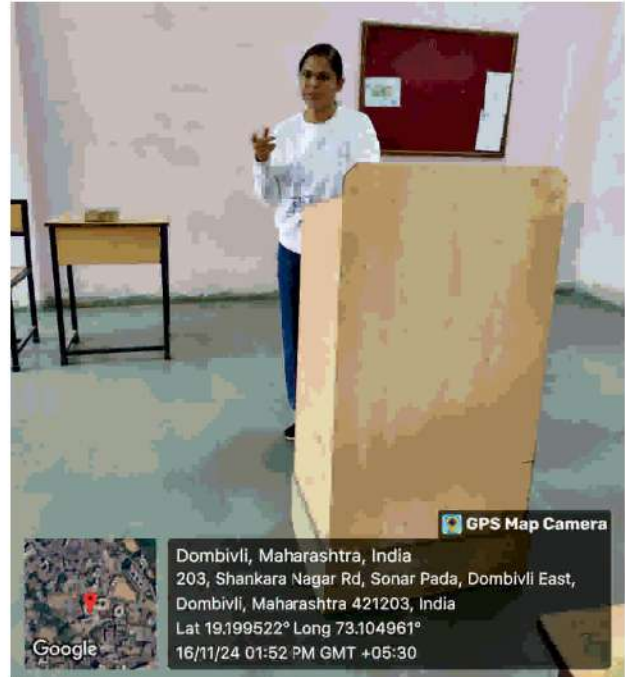 GPS Map Camera
Dombivli, Maharashtra, India
203, Shankara Nagar Rd, Sonar Pada, Dombivli East,
Dombivli, Maharashtra 421203, India
Lat 19.199522° Long 73.104961°
16/11/24 01:52 PM GMT +05:30
Google